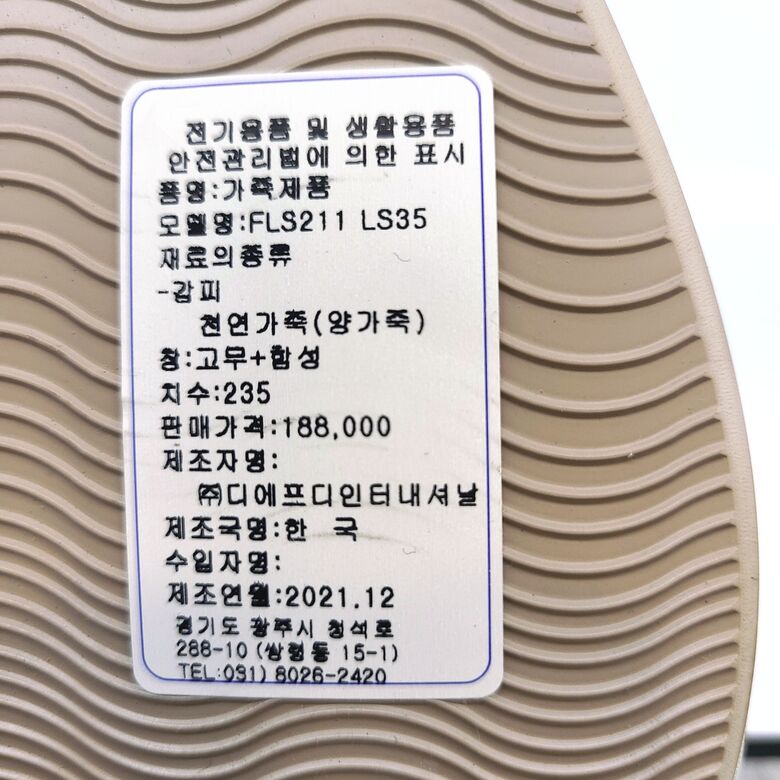 전기용품 및 생활용품
안전관리법에 의한 표시
품명:가죽제품
모델명:FLS211 LS35
재료의종류
-갑피
천연가죽(양가죽)
창:고무+합성
치수:235
판매가격:188,000
제조자명:
㈜디에프디인터내셔날
제조국명:한 국
수입자명:
제조연월:2021.12
경기도 광주시 청석로
288-10 (쌍령동 15-1)
TEL:031) 8026-2420